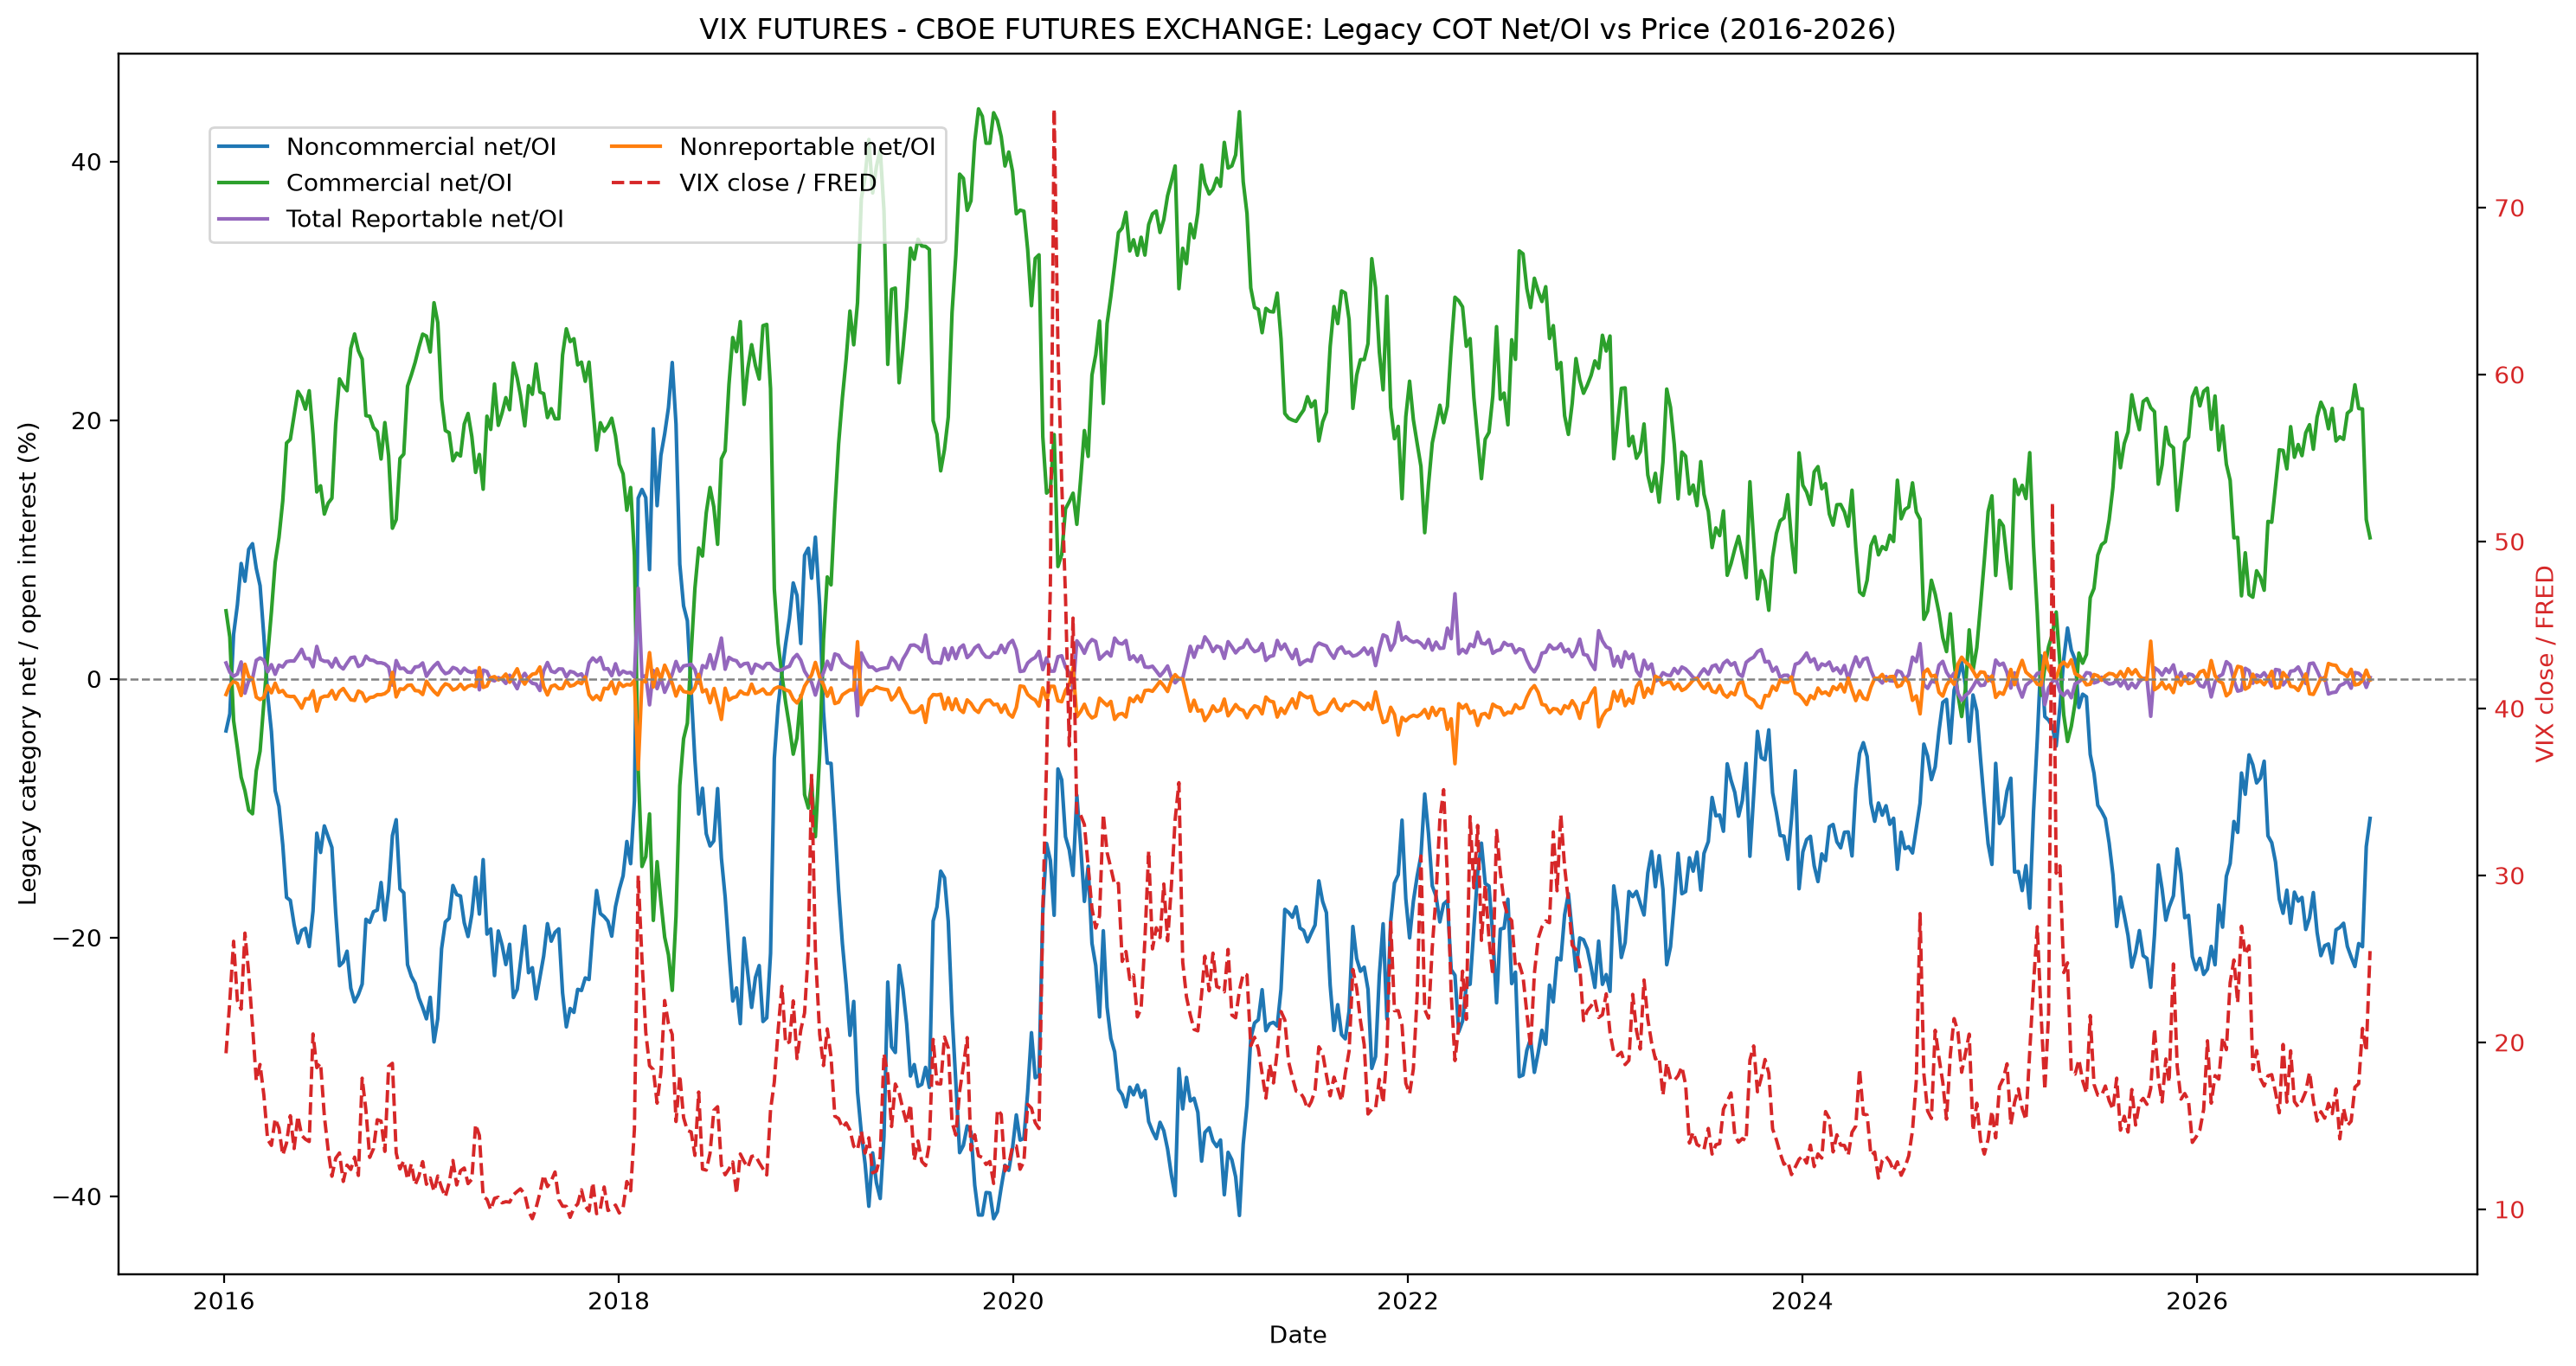 VIX FUTURES - CBOE FUTURES EXCHANGE: Legacy COT Net/OI vs Price (2016-2026)
Noncommercial net/OI
Commercial net/OI
Total Reportable net/OI
Nonreportable net/OI
VIX close / FRED
Legacy category net / open interest (%)
40
20
0
−20
−40
70
60
50
40
30
20
10
VIX close / FRED
2016
2018
2020
2022
2024
2026
Date